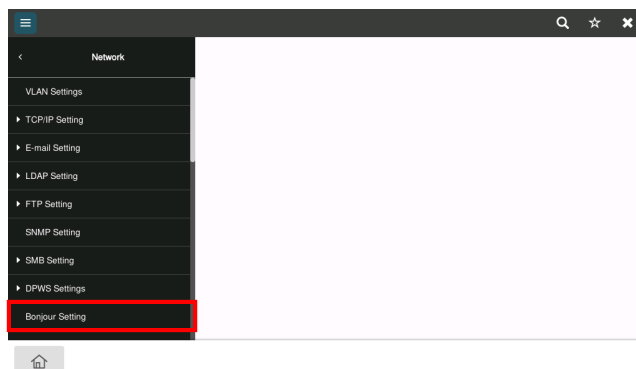 Network
VLAN Settings
TCP/IP Setting
E-mail Setting
LDAP Setting
FTP Setting
SNMP Setting
SMB Setting
DPWS Settings
Bonjour Setting